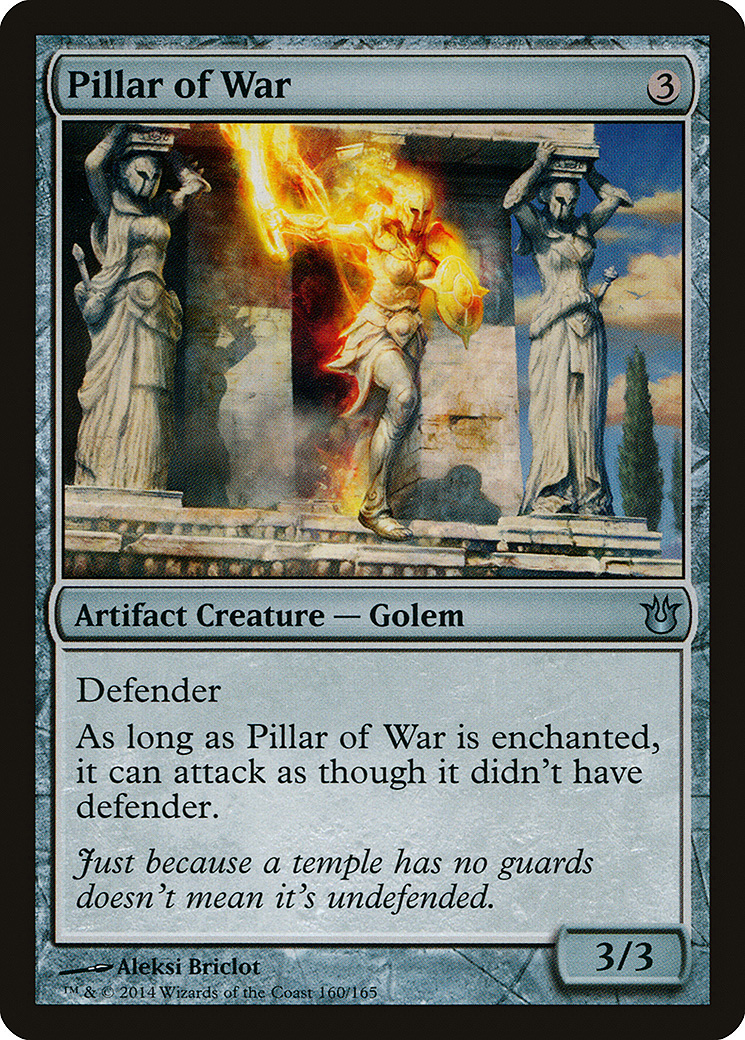 Pillar of War 3
Artifact Creature — Golem
Defender
As long as Pillar of War is enchanted,
it can attack as though it didn't have
defender.
Just because a temple has no guards
doesn't mean it's undefended.
3/3
Aleksi Briclot
™ & © 2014 Wizards of the Coast 160/165